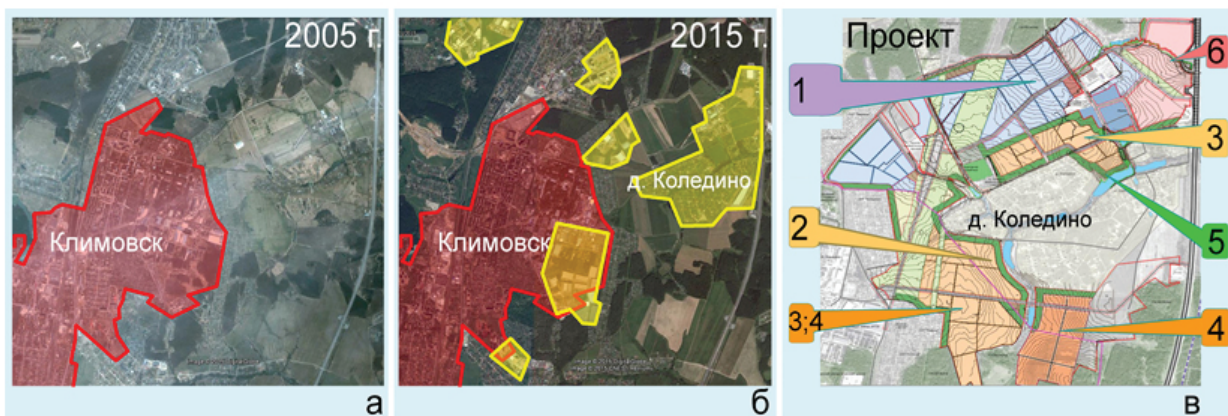 2005 г.
Климовск
а
2015 г.
д. Коледино
Климовск
б
Проект
1
6
3
д. Коледино
2
5
3;4
4
в